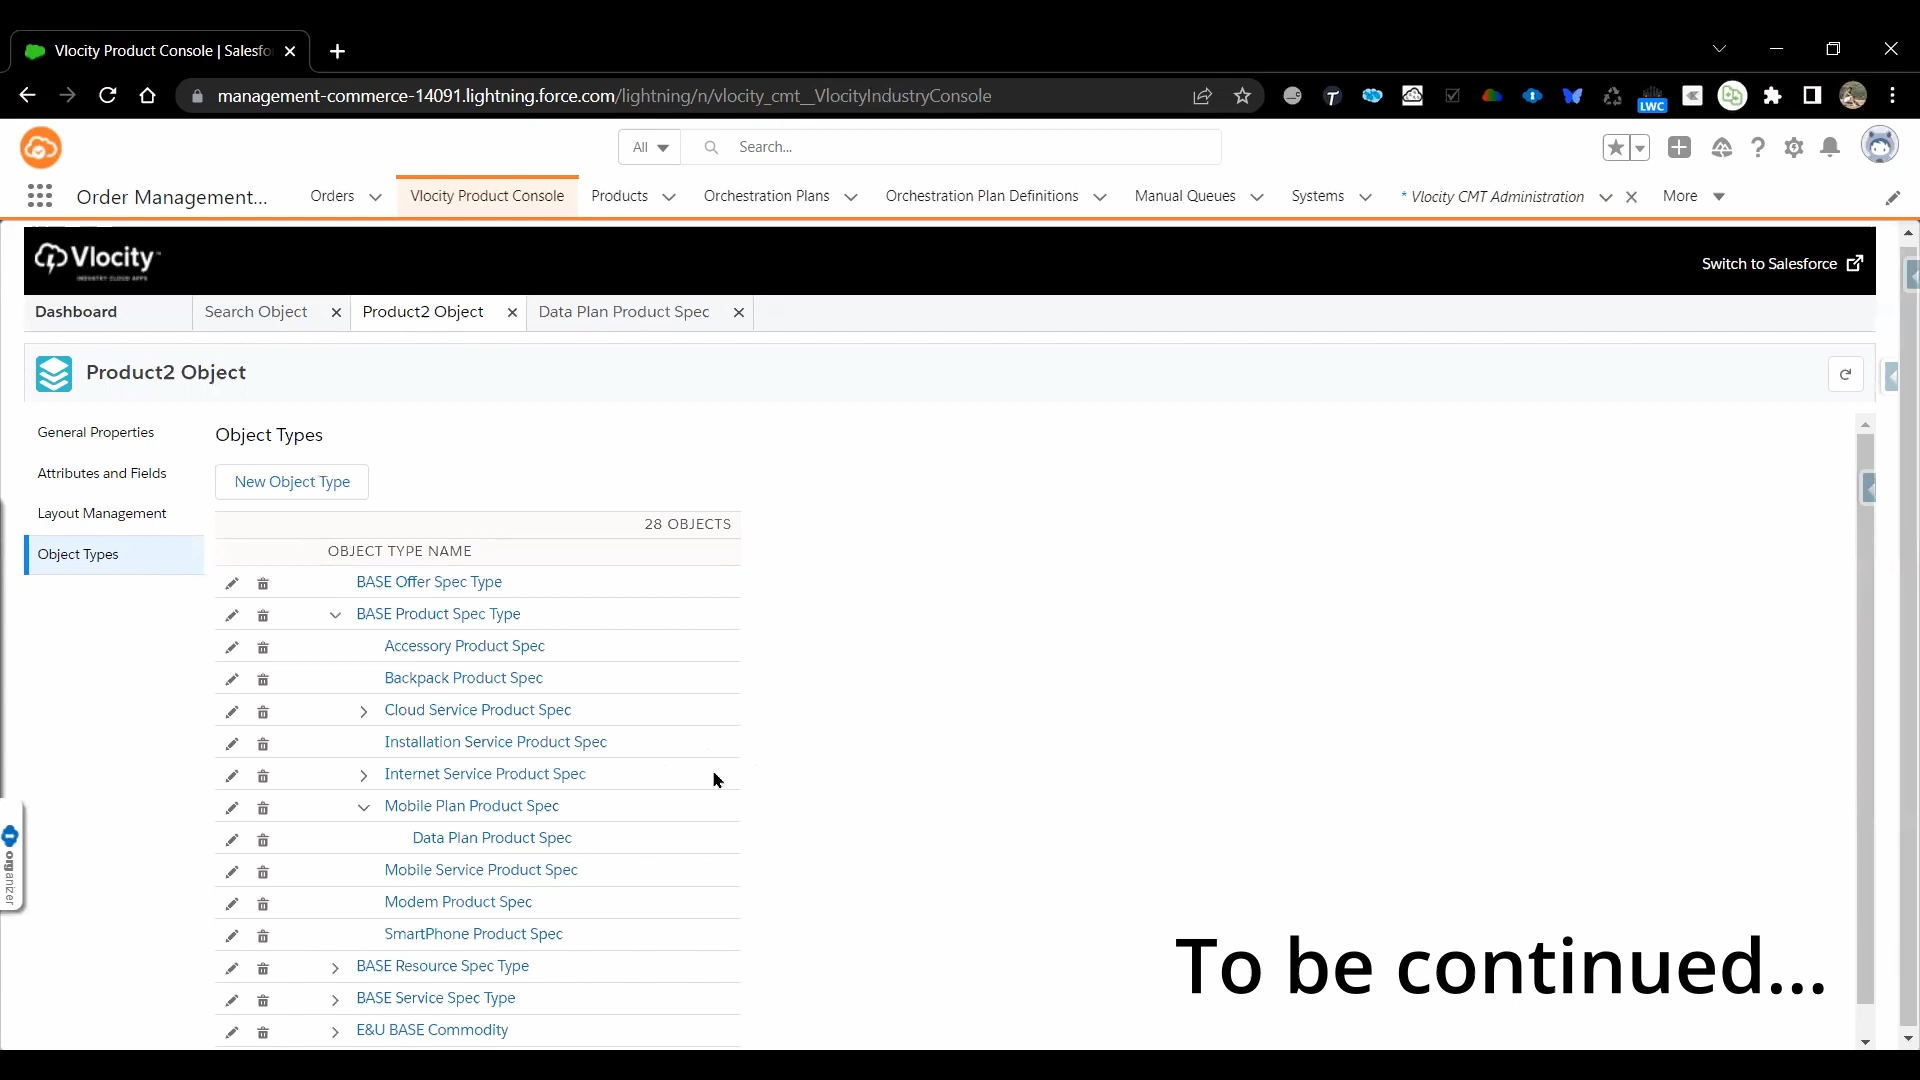 Vlocity Product Console | Salesfo
management-commerce-14091.lightning.force.com/lightning/n/vlocity_cmt__VlocityIndustryConsole
LWC
All
Search...
Order Management...
Orders
Vlocity Product Console
Products
Orchestration Plans
Orchestration Plan Definitions
Manual Queues
Systems
* Vlocity CMT Administration
More
Vlocity
INDUSTRY CLOUD APPS
Switch to Salesforce
Dashboard
Search Object
Product2 Object
Data Plan Product Spec
Product2 Object
General Properties
Attributes and Fields
Layout Management
Object Types
Object Types
New Object Type
28 OBJECTS
OBJECT TYPE NAME
BASE Offer Spec Type
BASE Product Spec Type
Accessory Product Spec
Backpack Product Spec
Cloud Service Product Spec
Installation Service Product Spec
Internet Service Product Spec
Mobile Plan Product Spec
Data Plan Product Spec
Mobile Service Product Spec
Modem Product Spec
SmartPhone Product Spec
BASE Resource Spec Type
BASE Service Spec Type
E&U BASE Commodity
organizer
To be continued...